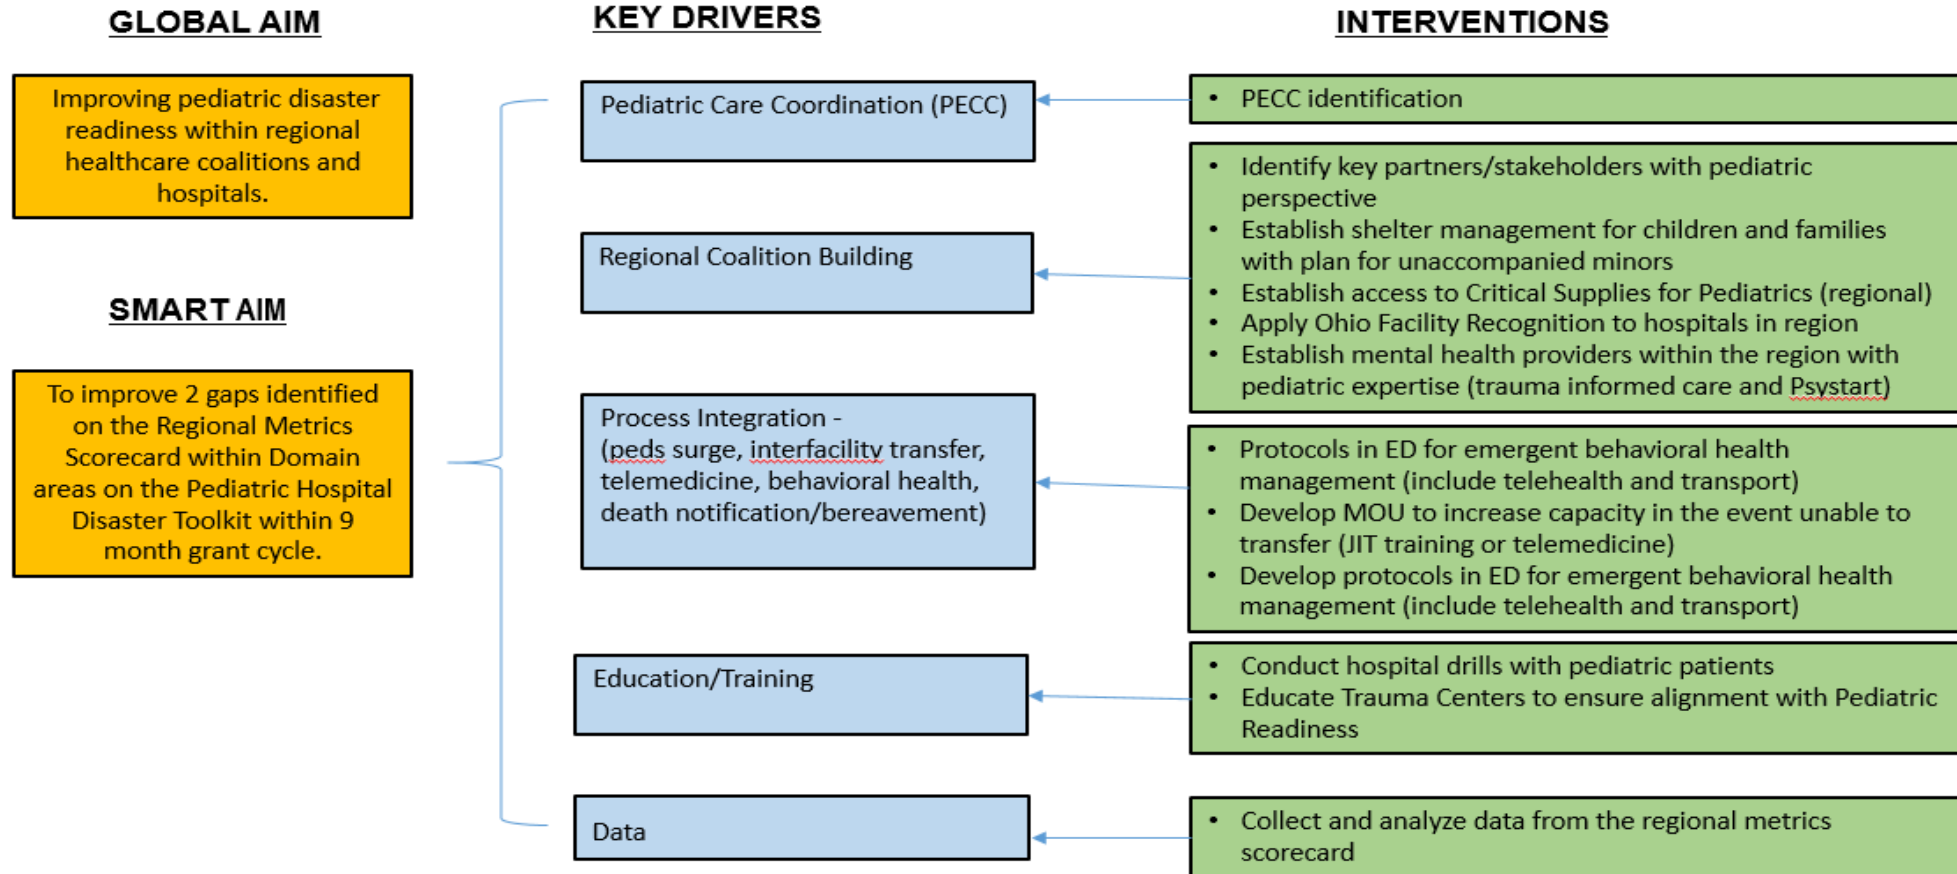 GLOBAL AIM
Improving pediatric disaster
readiness within regional
healthcare coalitions and
hospitals.
SMART AIM
To improve 2 gaps identified
on the Regional Metrics
Scorecard within Domain
areas on the Pediatric Hospital
Disaster Toolkit within 9
month grant cycle.
KEY DRIVERS
Pediatric Care Coordination (PECC)
Regional Coalition Building
Process Integration -
(peds surge, interfacility transfer,
telemedicine, behavioral health,
death notification/bereavement)
Education/Training
Data
INTERVENTIONS
• PECC identification
• Identify key partners/stakeholders with pediatric
perspective
• Establish shelter management for children and families
with plan for unaccompanied minors
• Establish access to Critical Supplies for Pediatrics (regional)
• Apply Ohio Facility Recognition to hospitals in region
• Establish mental health providers within the region with
pediatric expertise (trauma informed care and Psystart)
• Protocols in ED for emergent behavioral health
management (include telehealth and transport)
• Develop MOU to increase capacity in the event unable to
transfer (JIT training or telemedicine)
• Develop protocols in ED for emergent behavioral health
management (include telehealth and transport)
• Conduct hospital drills with pediatric patients
• Educate Trauma Centers to ensure alignment with Pediatric
Readiness
• Collect and analyze data from the regional metrics
scorecard